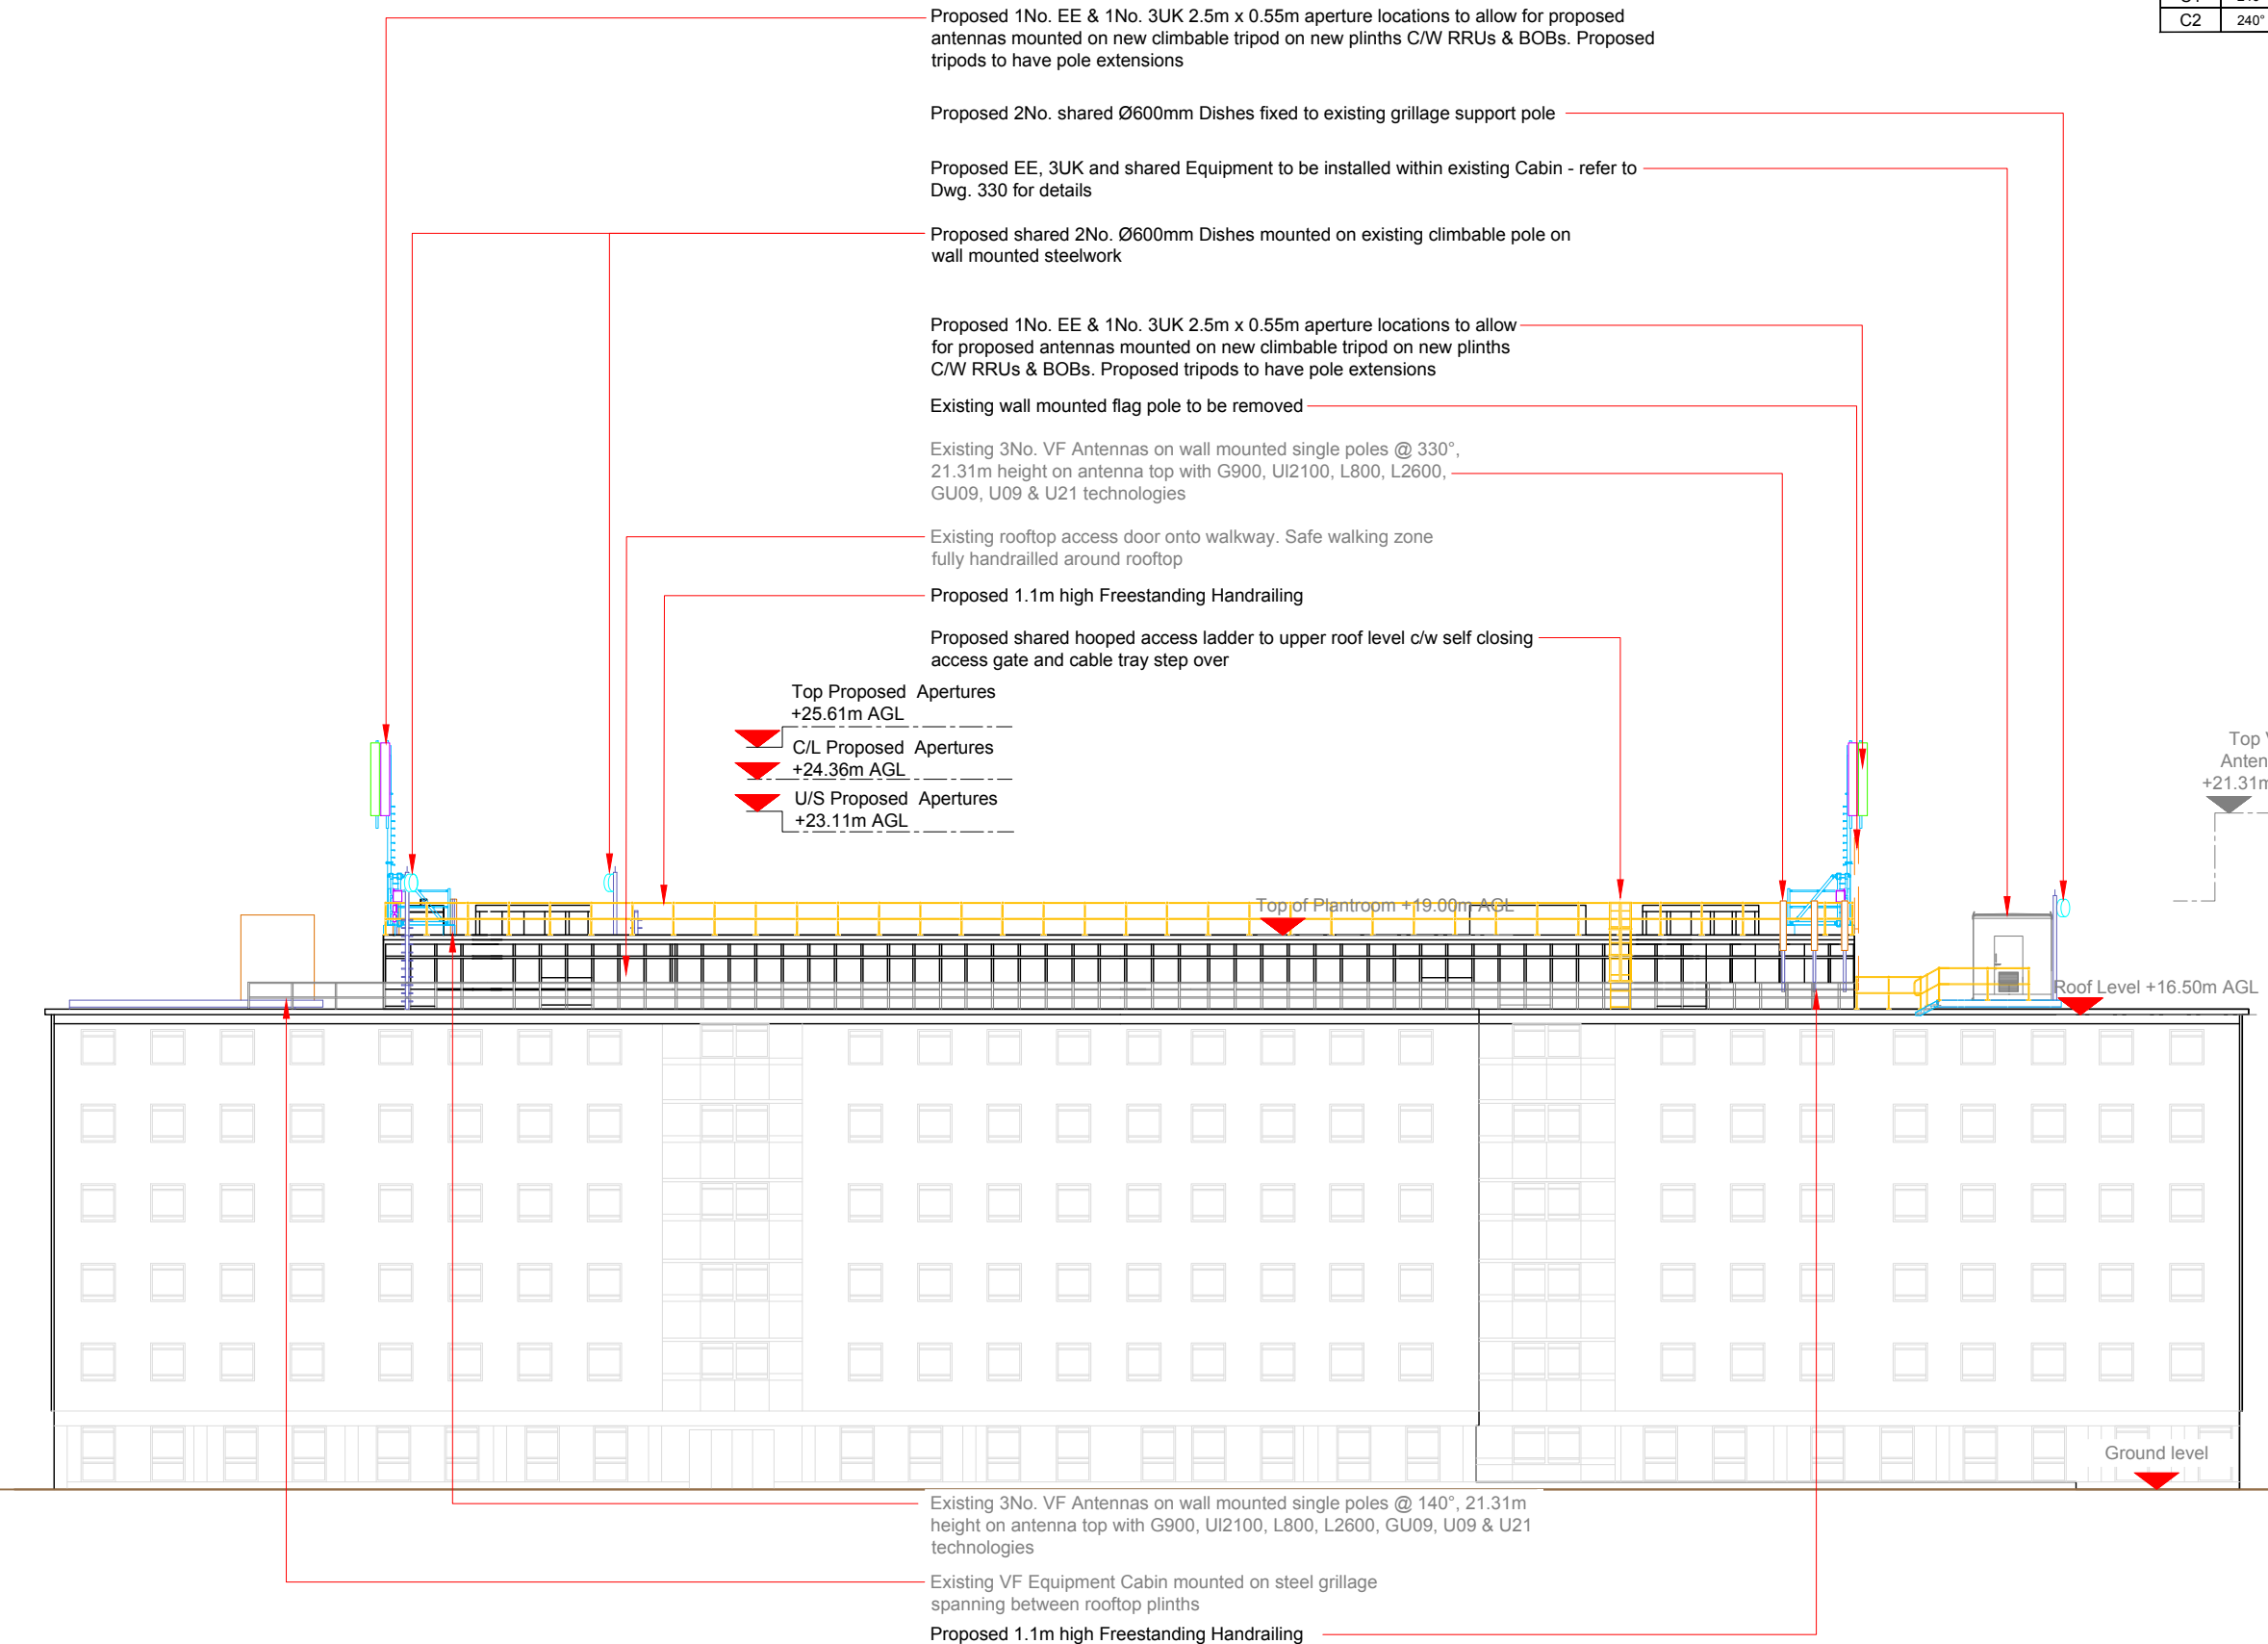 C2 240°
Proposed 1No. EE & 1No. 3UK 2.5m x 0.55m aperture locations to allow for proposed
antennas mounted on new climbable tripod on new plinths C/W RRUs & BOBs. Proposed
tripods to have pole extensions
Proposed 2No. shared Ø600mm Dishes fixed to existing grillage support pole
Proposed EE, 3UK and shared Equipment to be installed within existing Cabin - refer to
Dwg. 330 for details
Proposed shared 2No. Ø600mm Dishes mounted on existing climbable pole on
wall mounted steelwork
Proposed 1No. EE & 1No. 3UK 2.5m x 0.55m aperture locations to allow
for proposed antennas mounted on new climbable tripod on new plinths
C/W RRUs & BOBs. Proposed tripods to have pole extensions
Existing wall mounted flag pole to be removed
Existing 3No. VF Antennas on wall mounted single poles @ 330°,
21.31m height on antenna top with G900, Ul2100, L800, L2600,
GU09, U09 & U21 technologies
Existing rooftop access door onto walkway. Safe walking zone
fully handrailled around rooftop
Proposed 1.1m high Freestanding Handrailing
Proposed shared hooped access ladder to upper roof level c/w self closing
access gate and cable tray step over
Top Proposed Apertures
+25.61m AGL
C/L Proposed Apertures
+24.36m AGL
U/S Proposed Apertures
+23.11m AGL
Top
Anten
+21.31m
Top of Plantroom +19.00m AGL
Roof Level +16.50m AGL
Ground level
Existing 3No. VF Antennas on wall mounted single poles @ 140°, 21.31m
height on antenna top with G900, Ul2100, L800, L2600, GU09, U09 & U21
technologies
Existing VF Equipment Cabin mounted on steel grillage
spanning between rooftop plinths
Proposed 1.1m high Freestanding Handrailing